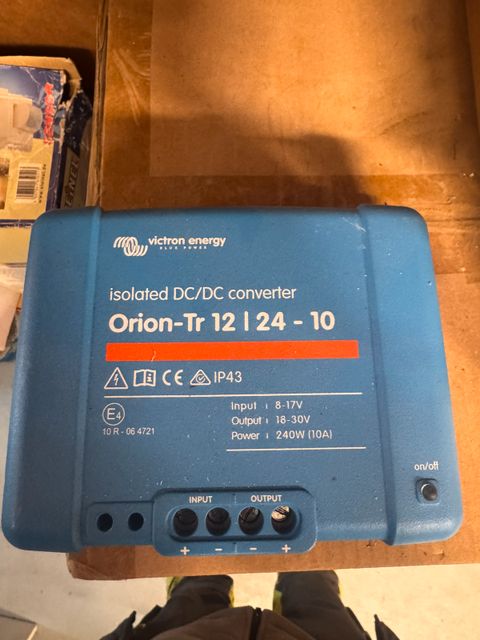 victron energy
BLUE POWER
isolated DC/DC converter
Orion-Tr 12 | 24 - 10
CE IP43
E4
10 R - 06 4721
Input : 8-17V
Output : 18-30V
Power : 240W (10A)
on/off
INPUT OUTPUT
+ - - +